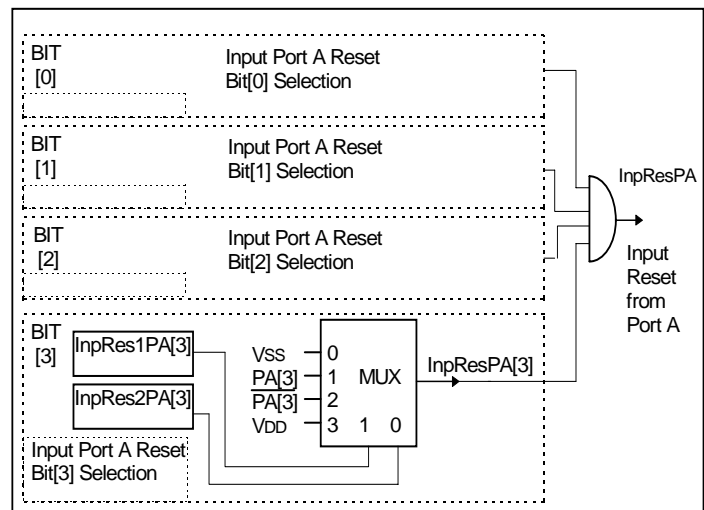 BIT
[0]
Input Port A Reset
Bit[0] Selection
BIT
[1]
Input Port A Reset
Bit[1] Selection
BIT
[2]
Input Port A Reset
Bit[2] Selection
InpResPA
Input
Reset
from
Port A
BIT
[3]
InpRes1PA[3]
InpRes2PA[3]
VSS 0
PA[3] 1
PA[3] 2
VDD 3
MUX
1 0
InpResPA[3]
Input Port A Reset
Bit[3] Selection